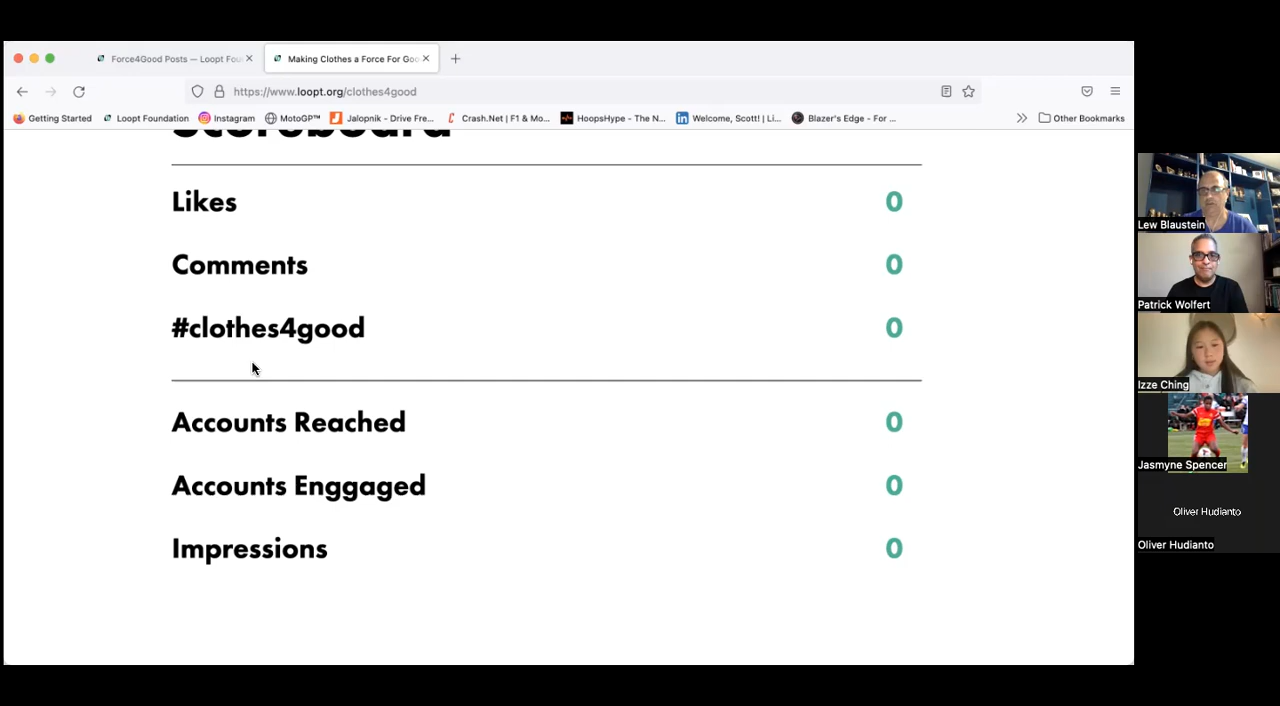 Force4Good Posts — Loopt Fou
Making Clothes a Force For Goo
https://www.loopt.org/clothes4good
Getting Started
Loopt Foundation
Instagram
MotoGP™
Jalopnik - Drive Fre...
Crash.Net | F1 & Mo...
HoopsHype - The N...
Welcome, Scott! | Li...
Blazer's Edge - For ...
Other Bookmarks
Scoreboard
Likes 0
Comments 0
#clothes4good 0
Accounts Reached 0
Accounts Enggaged 0
Impressions 0
Lew Blaustein
Patrick Wolfert
Izze Ching
Jasmyne Spencer
Oliver Hudianto
Oliver Hudianto